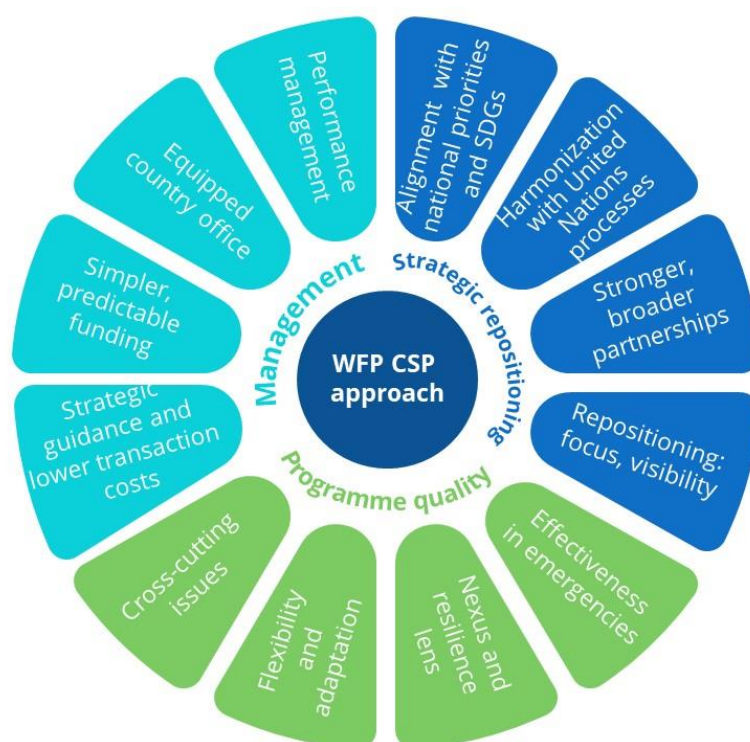 WFP CSP
approach
Strategic repositioning
Alignment with
national priorities
and SDGs
Harmonization
with United
Nations
processes
Stronger,
broader
partnerships
Repositioning:
focus, visibility
Programme quality
Effectiveness
in emergencies
Nexus and
resilience
lens
Flexibility
and
adaptation
Cross-cutting
issues
Management
Strategic
guidance and
lower transaction
costs
Simpler,
predictable
funding
Equipped
country office
Performance
management